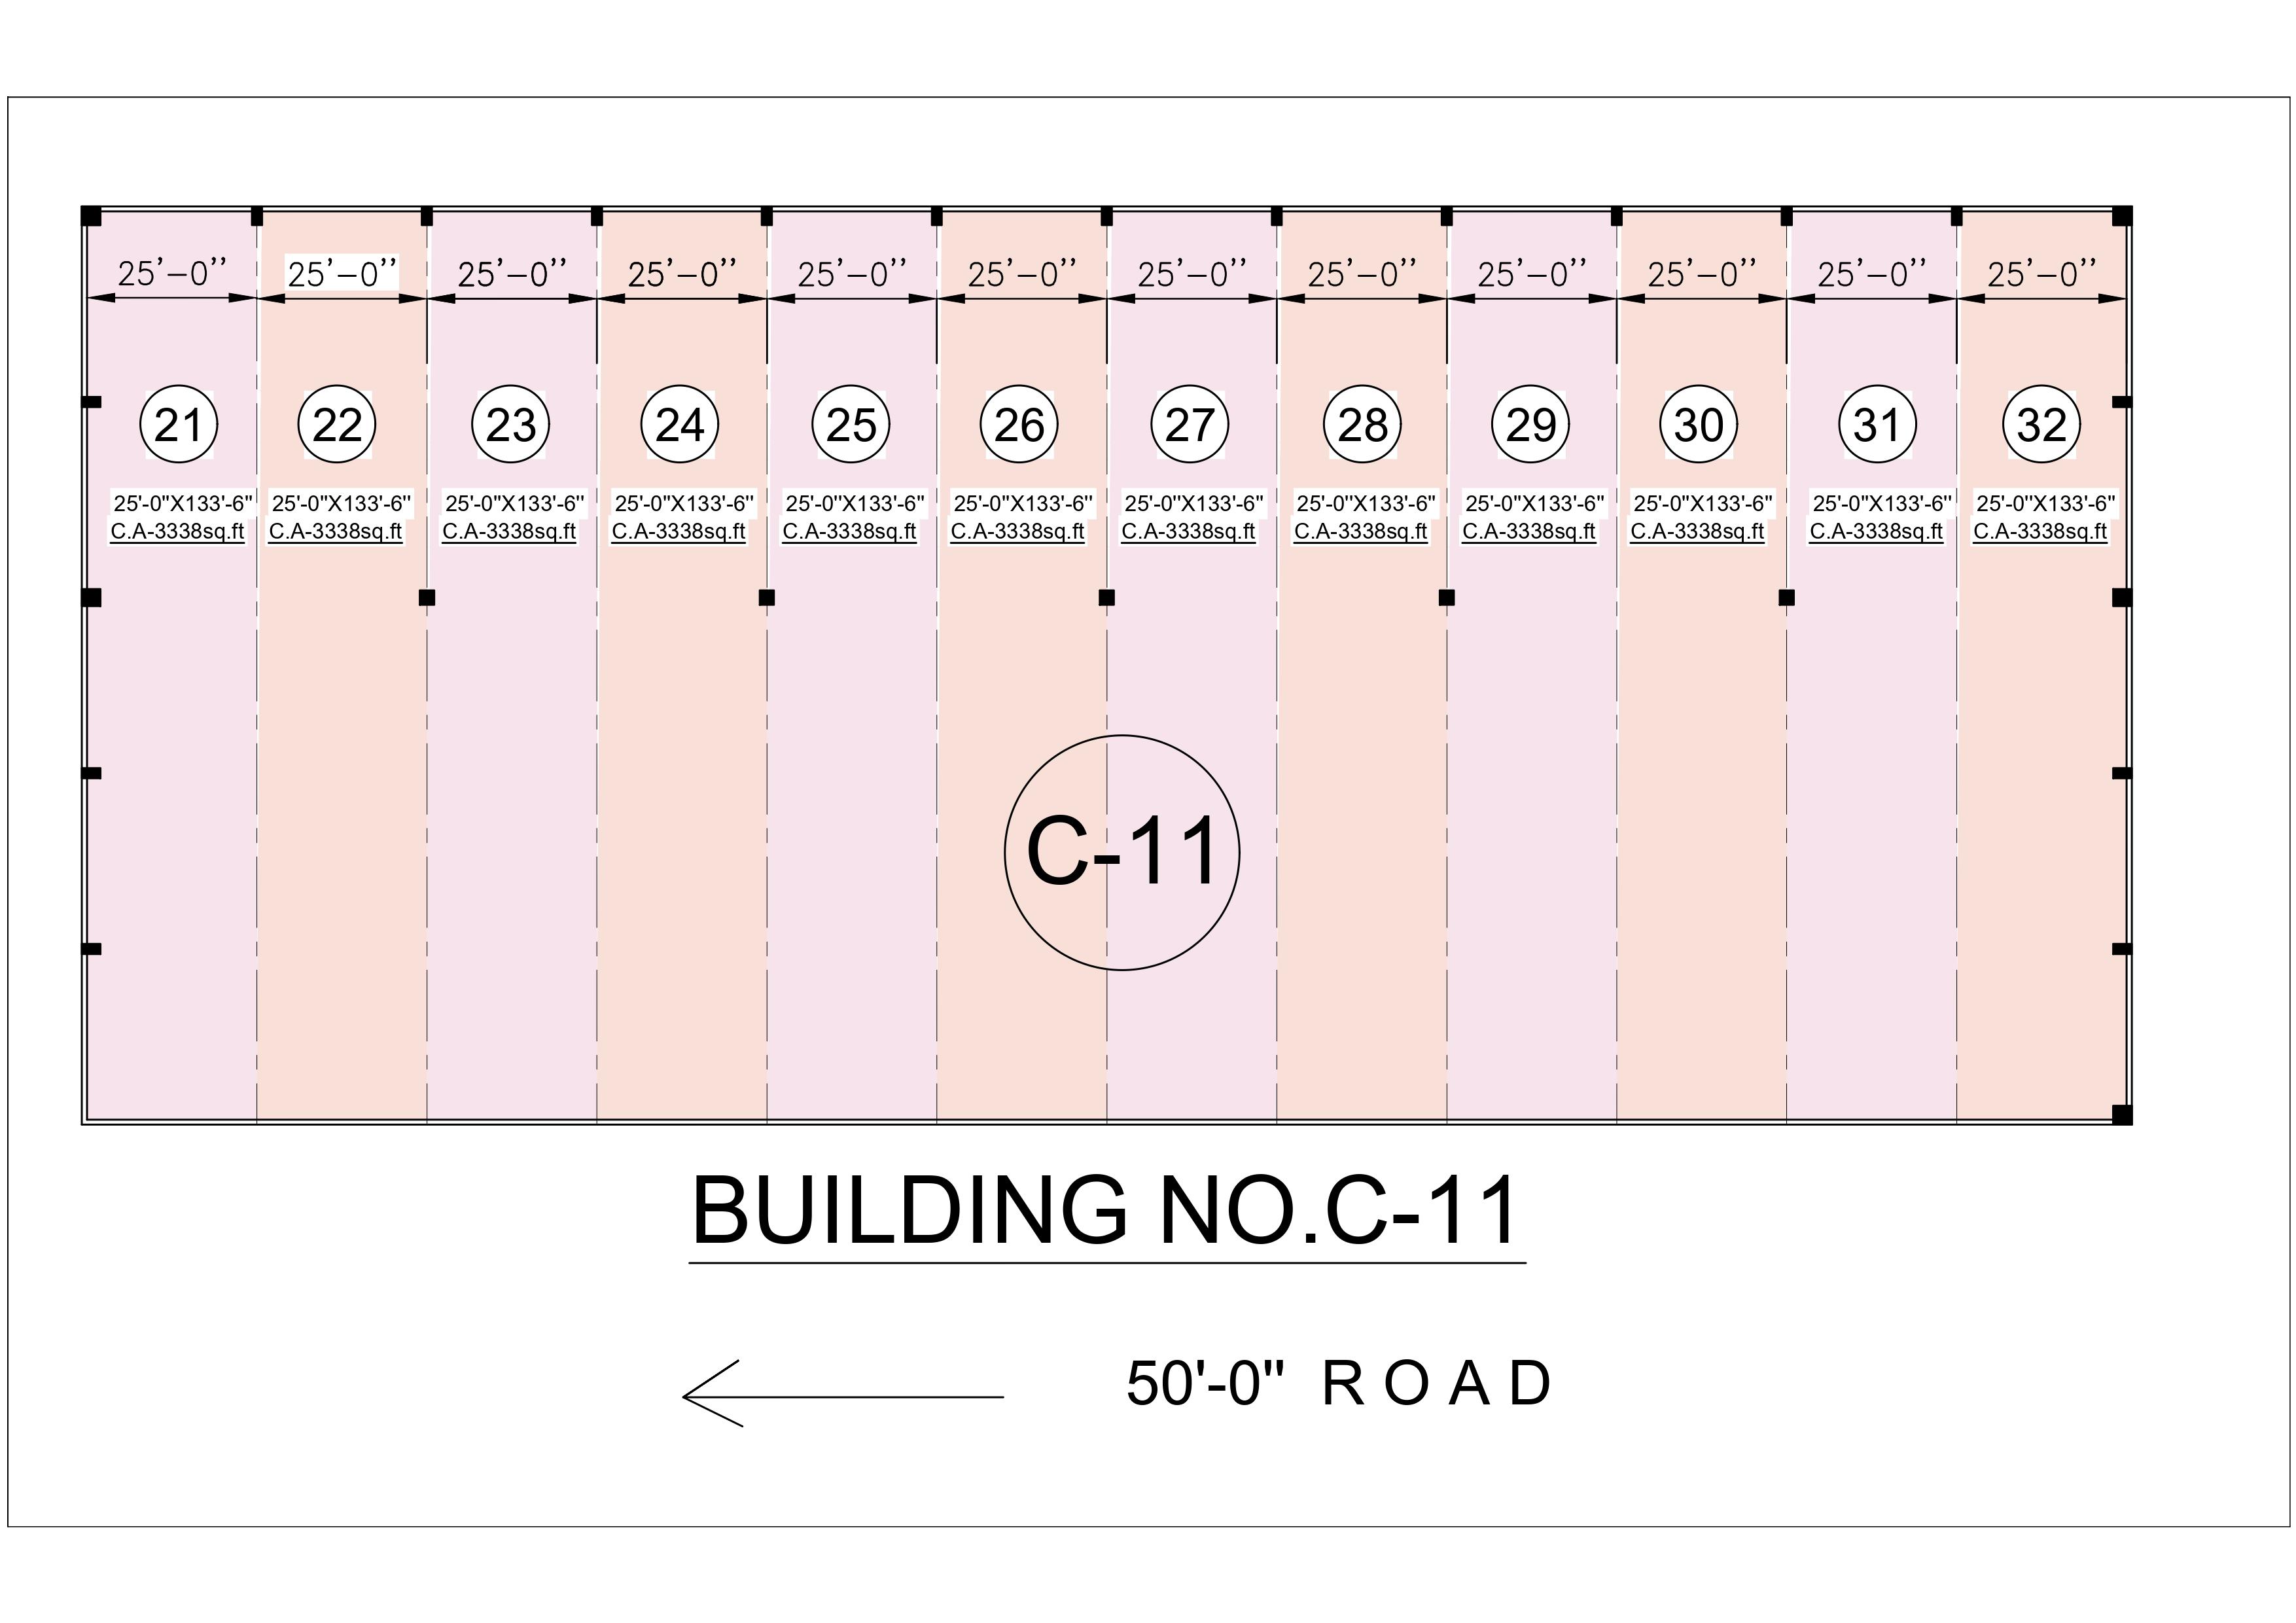 25'-0'' 25'-0'' 25'-0'' 25'-0'' 25'-0'' 25'-0'' 25'-0'' 25'-0'' 25'-0'' 25'-0'' 25'-0'' 25'-0''
21 22 23 24 25 26 27 28 29 30 31 32
25'-0"X133'-6" 25'-0"X133'-6" 25'-0"X133'-6" 25'-0"X133'-6" 25'-0"X133'-6" 25'-0"X133'-6" 25'-0"X133'-6" 25'-0"X133'-6" 25'-0"X133'-6" 25'-0"X133'-6" 25'-0"X133'-6" 25'-0"X133'-6"
C.A-3338sq.ft C.A-3338sq.ft C.A-3338sq.ft C.A-3338sq.ft C.A-3338sq.ft C.A-3338sq.ft C.A-3338sq.ft C.A-3338sq.ft C.A-3338sq.ft C.A-3338sq.ft C.A-3338sq.ft C.A-3338sq.ft
C-11
BUILDING NO.C-11
50'-0" ROAD